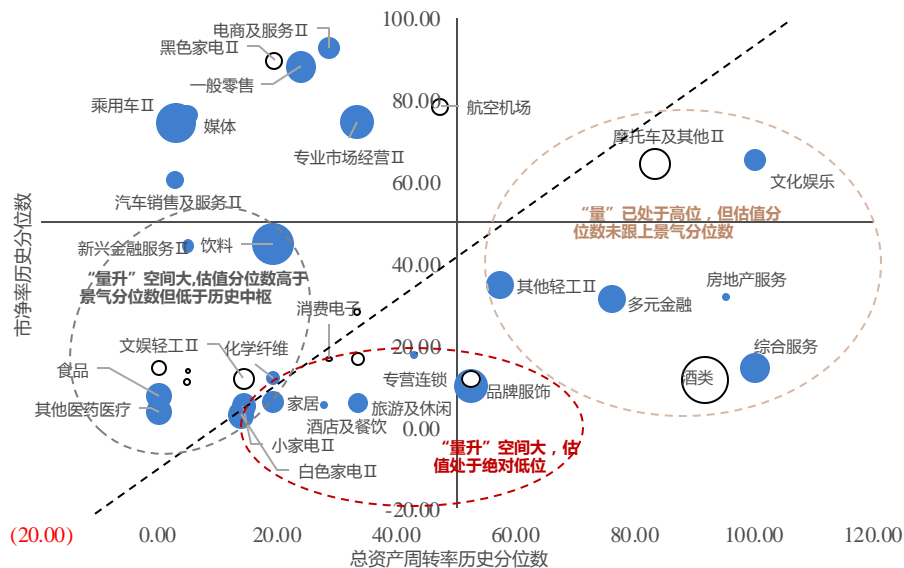 100.00
电商及服务Ⅱ
黑色家电Ⅱ
一般零售
80.00
航空机场
乘用车Ⅱ
媒体
摩托车及其他Ⅱ
专业市场经营Ⅱ
60.00
文化娱乐
汽车销售及服务Ⅱ
“量”已处于高位，但估值分
位数未跟上景气分位数
新兴金融服务Ⅱ
饮料
市净率历史分位数
40.00
“量升”空间大,估值分位数高于
景气分位数但低于历史中枢
其他轻工Ⅱ
房地产服务
多元金融
消费电子
文娱轻工Ⅱ
化学纤维
20.00
综合服务
食品
专营连锁
品牌服饰
酒类
其他医药医疗
家居
旅游及休闲
酒店及餐饮
0.00
小家电Ⅱ
“量升”空间大，估
值处于绝对低位
白色家电Ⅱ
-20.00
(20.00)
0.00
20.00
40.00
60.00
80.00
100.00
120.00
总资产周转率历史分位数